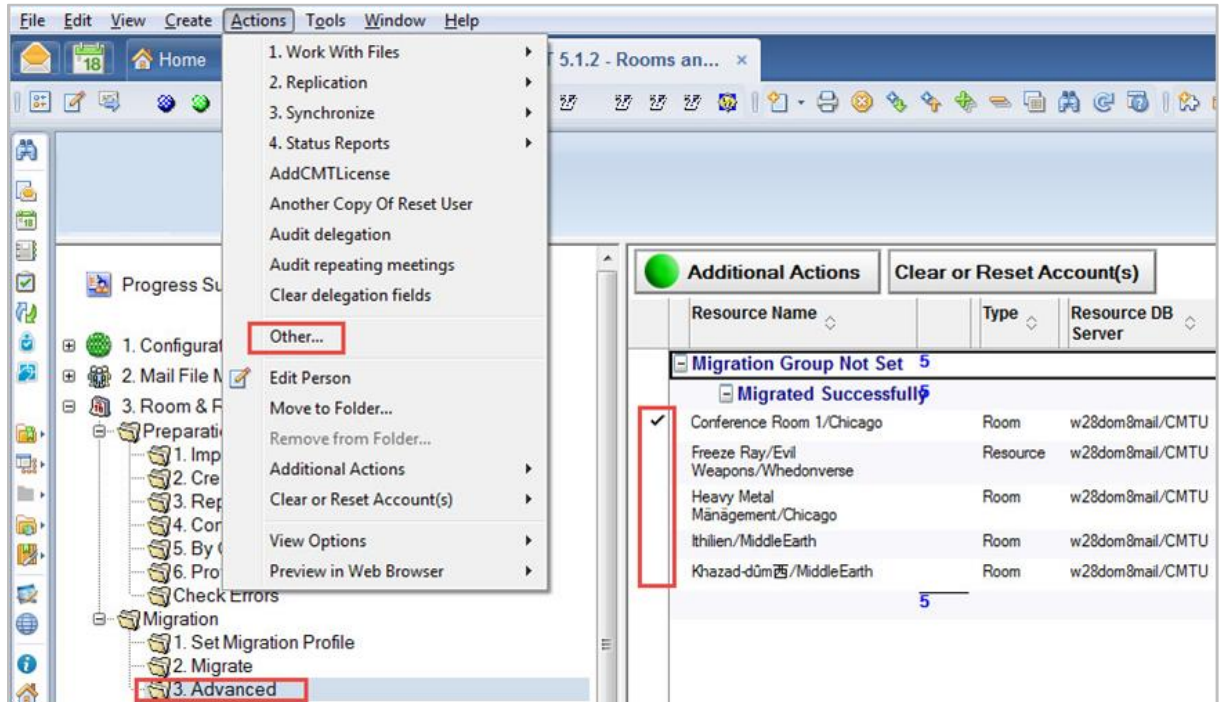 File Edit View Create Actions Tools Window Help
18 Home 5.1.2 - Rooms an... ×
1. Work With Files
2. Replication
3. Synchronize
4. Status Reports
AddCMTLicense
Another Copy Of Reset User
Audit delegation
Audit repeating meetings
Clear delegation fields
Other...
Edit Person
Move to Folder...
Remove from Folder...
Additional Actions
Clear or Reset Account(s)
View Options
Preview in Web Browser
Progress Su
1. Configurat
2. Mail File M
3. Room & R
Preparati
1. Imp
2. Cre
3. Rep
4. Cor
5. By
6. Pro
Check Errors
Migration
1. Set Migration Profile
2. Migrate
3. Advanced
Additional Actions Clear or Reset Account(s)
Resource Name Type Resource DB
Server
Migration Group Not Set 5
Migrated Successfully
Conference Room 1/Chicago Room w28dom8mail/CMTU
Freeze Ray/Evil Resource w28dom8mail/CMTU
Weapons/Whedonverse
Heavy Metal Room w28dom8mail/CMTU
Mänägement/Chicago
Ithilien/MiddleEarth Room w28dom8mail/CMTU
Khazad-dûm西/MiddleEarth Room w28dom8mail/CMTU
5